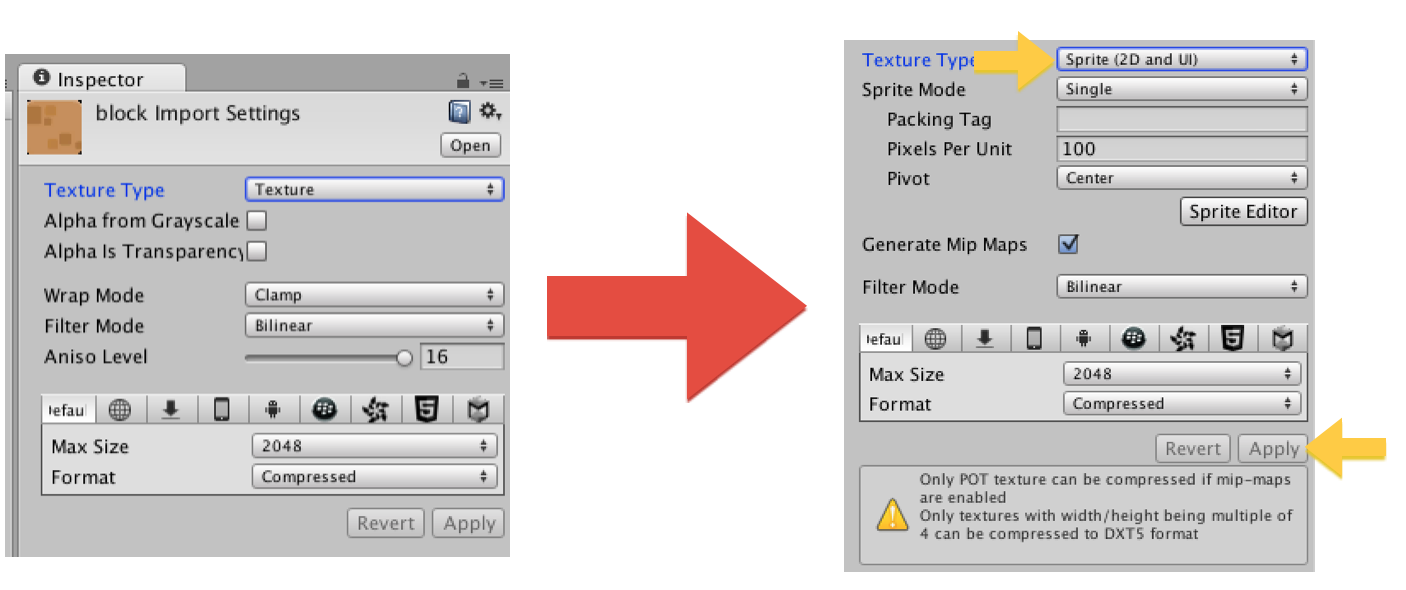 Inspector
block Import Settings
Open
Texture Type Texture
Alpha from Grayscale
Alpha Is Transparency
Wrap Mode Clamp
Filter Mode Bilinear
Aniso Level 16
efaul
Max Size 2048
Format Compressed
Revert Apply
Texture Type Sprite (2D and UI)
Sprite Mode Single
Packing Tag
Pixels Per Unit 100
Pivot Center
Sprite Editor
Generate Mip Maps
Filter Mode Bilinear
efaul
Max Size 2048
Format Compressed
Revert Apply
Only POT texture can be compressed if mip-maps
are enabled
Only textures with width/height being multiple of
4 can be compressed to DXT5 format